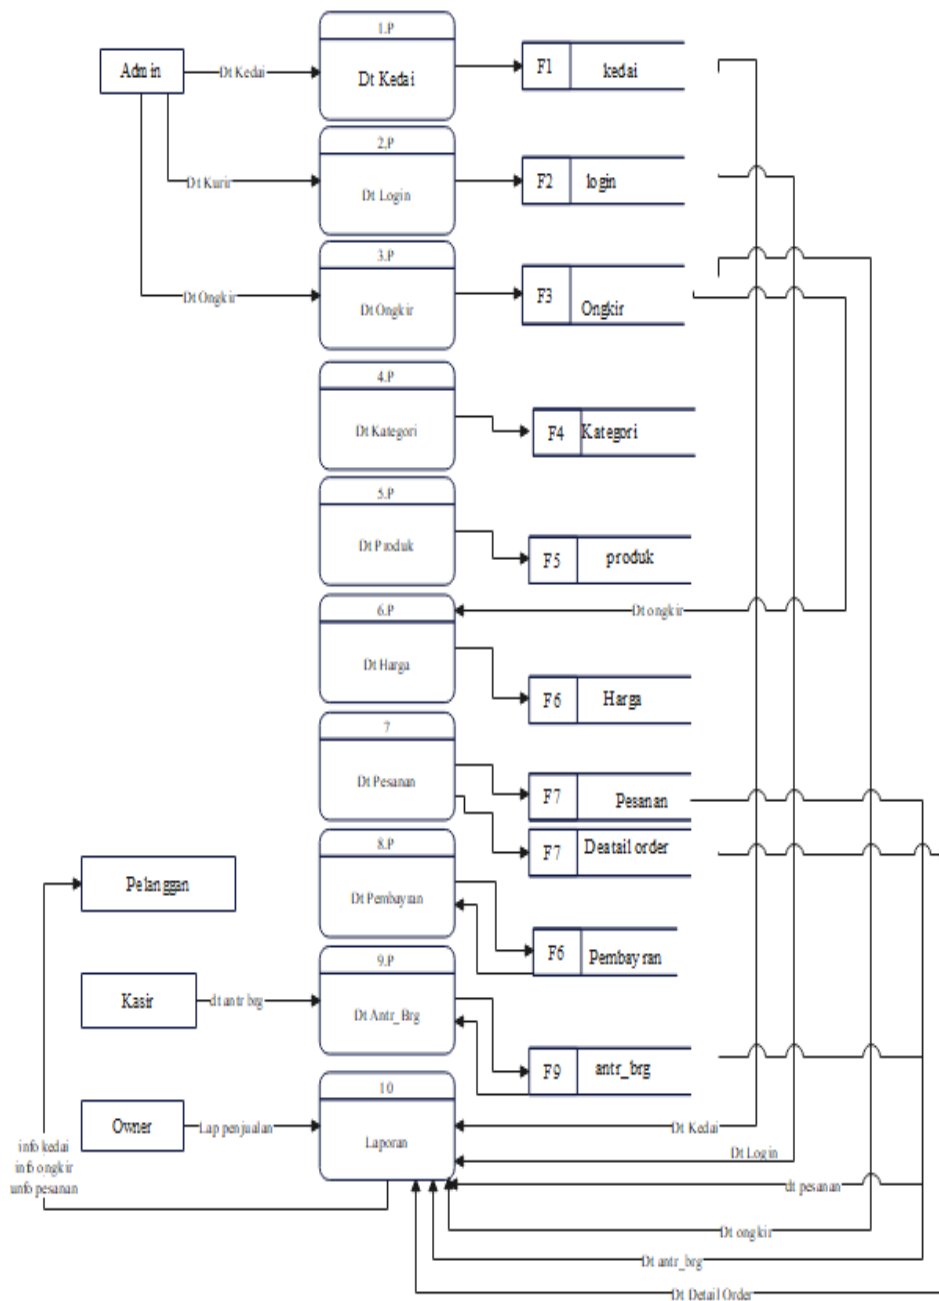 1.P
Admin
Dt Kedai
Dt Kedai
F1
kedai
2.P
Dt Kurir
Dt Login
F2
login
3.P
Dt Ongkir
Dt Ongkir
F3
Ongkir
4.P
Dt Kategori
F4
Kategori
5.P
Dt Produk
F5
produk
6.P
Dt ongkir
Dt Harga
F6
Harga
7
Dt Pesanan
F7
Pesanan
F7
Deatail order
8.P
Pelanggan
Dt Pembayran
F6
Pembayran
9.P
Kasir
dt antr brg
Dt Antr_Brg
F9
antr_brg
10
Owner
Lap penjualan
Laporan
Dt Kedai
Dt Login
info kedai
info ongkir
unfo pesanan
dt pesanan
Dt ongkir
Dt antr_brg
Dt Detail Order